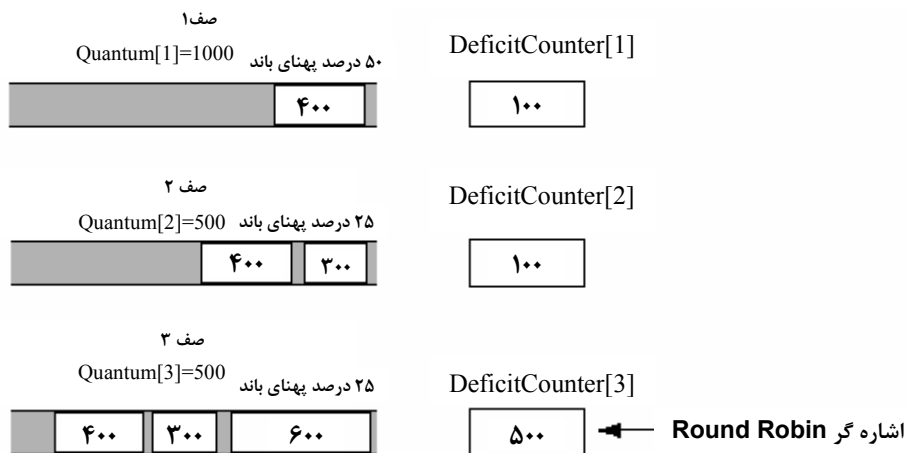 صف۱
Quantum[1]=1000 ۵۰ درصد پهنای باند
DeficitCounter[1]
۴۰۰
۱۰۰
صف ۲
Quantum[2]=500 ۲۵ درصد پهنای باند
DeficitCounter[2]
۴۰۰ ۳۰۰
۱۰۰
صف ۳
Quantum[3]=500 ۲۵ درصد پهنای باند
DeficitCounter[3]
۴۰۰ ۳۰۰ ۶۰۰
۵۰۰
اشاره گر Round Robin